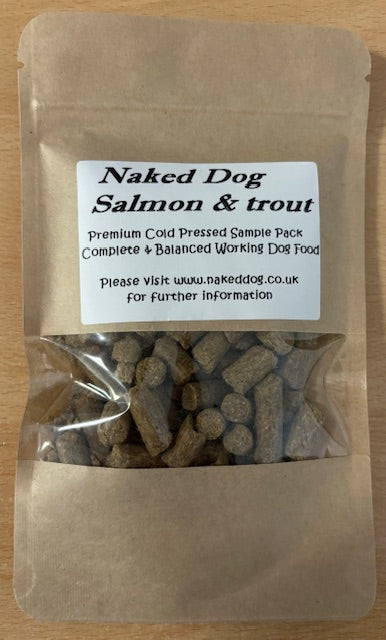 Naked Dog
Salmon & trout
Premium Cold Pressed Sample Pack
Complete & Balanced Working Dog Food
Please visit www.nakeddog.co.uk
for further information